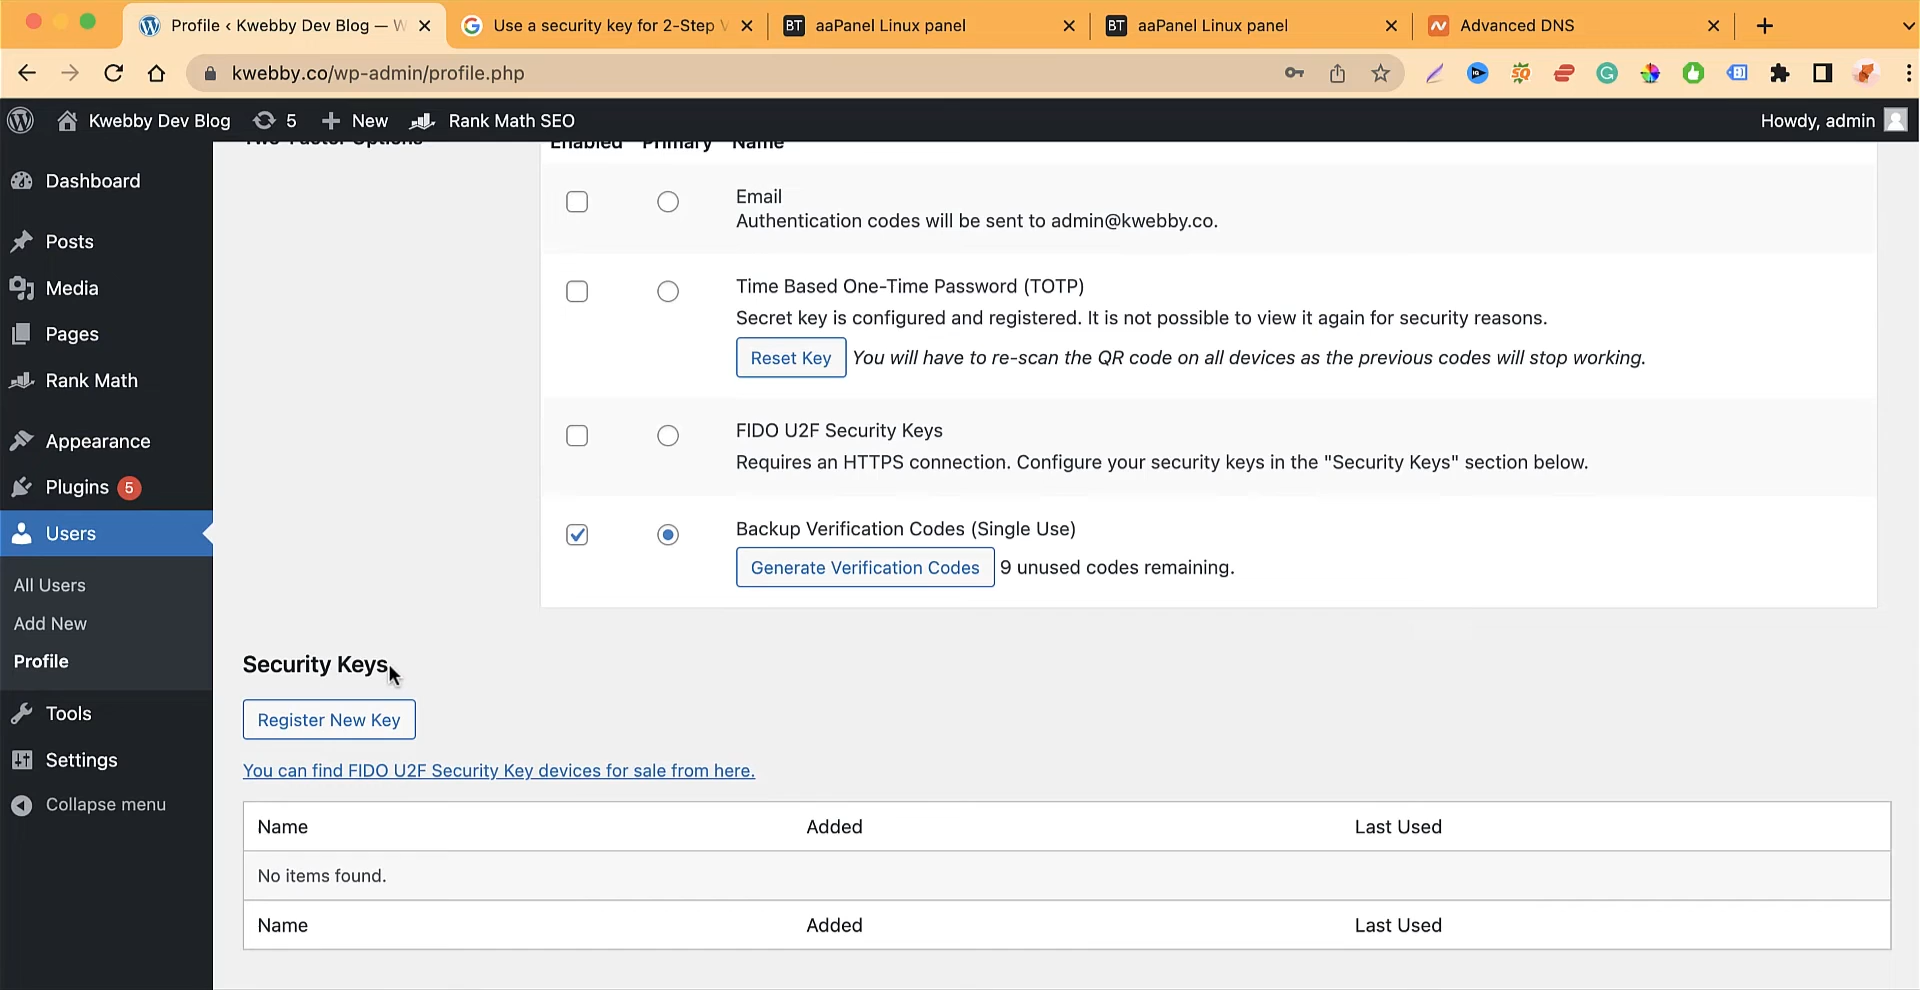 Profile ‹ Kwebby Dev Blog — W
Use a security key for 2-Step V
BT aaPanel Linux panel
BT aaPanel Linux panel
Advanced DNS
kwebby.co/wp-admin/profile.php
Kwebby Dev Blog 5 New Rank Math SEO
Howdy, admin
Dashboard
Posts
Media
Pages
Rank Math
Appearance
Plugins 5
Users
All Users
Add New
Profile
Tools
Settings
Collapse menu
Two-Factor Options
Enabled Primary Name
Email
Authentication codes will be sent to admin@kwebby.co.
Time Based One-Time Password (TOTP)
Secret key is configured and registered. It is not possible to view it again for security reasons.
Reset Key You will have to re-scan the QR code on all devices as the previous codes will stop working.
FIDO U2F Security Keys
Requires an HTTPS connection. Configure your security keys in the "Security Keys" section below.
Backup Verification Codes (Single Use)
Generate Verification Codes 9 unused codes remaining.
Security Keys
Register New Key
You can find FIDO U2F Security Key devices for sale from here.
Name Added Last Used
No items found.
Name Added Last Used